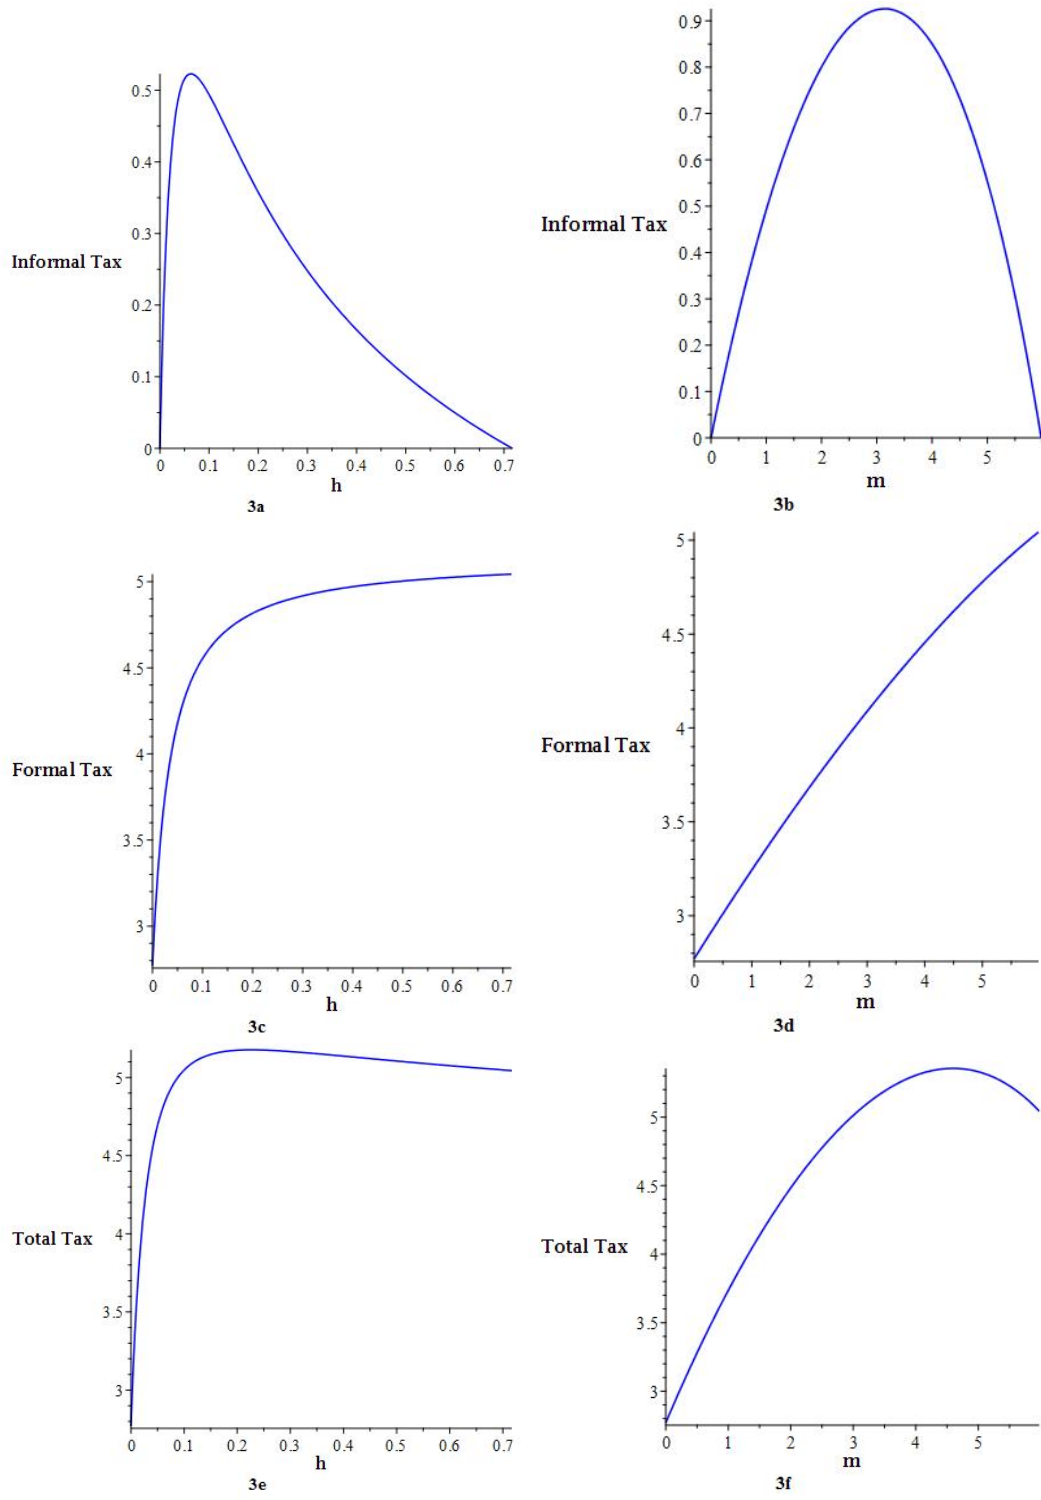 0.5
0.4
0.3
Informal Tax
0.2
0.1
0
0 0.1 0.2 0.3 0.4 0.5 0.6 0.7
h
3a
0.9
0.8
0.7
0.6
0.5
Informal Tax
0.4
0.3
0.2
0.1
0
0 1 2 3 4 5
m
3b
5
4.5
4
Formal Tax
3.5
3
0 0.1 0.2 0.3 0.4 0.5 0.6 0.7
h
3c
5
4.5
4
Formal Tax
3.5
3
0 1 2 3 4 5
m
3d
5
4.5
4
Total Tax
3.5
3
0 0.1 0.2 0.3 0.4 0.5 0.6 0.7
h
3e
5
4.5
4
Total Tax
3.5
3
0 1 2 3 4 5
m
3f